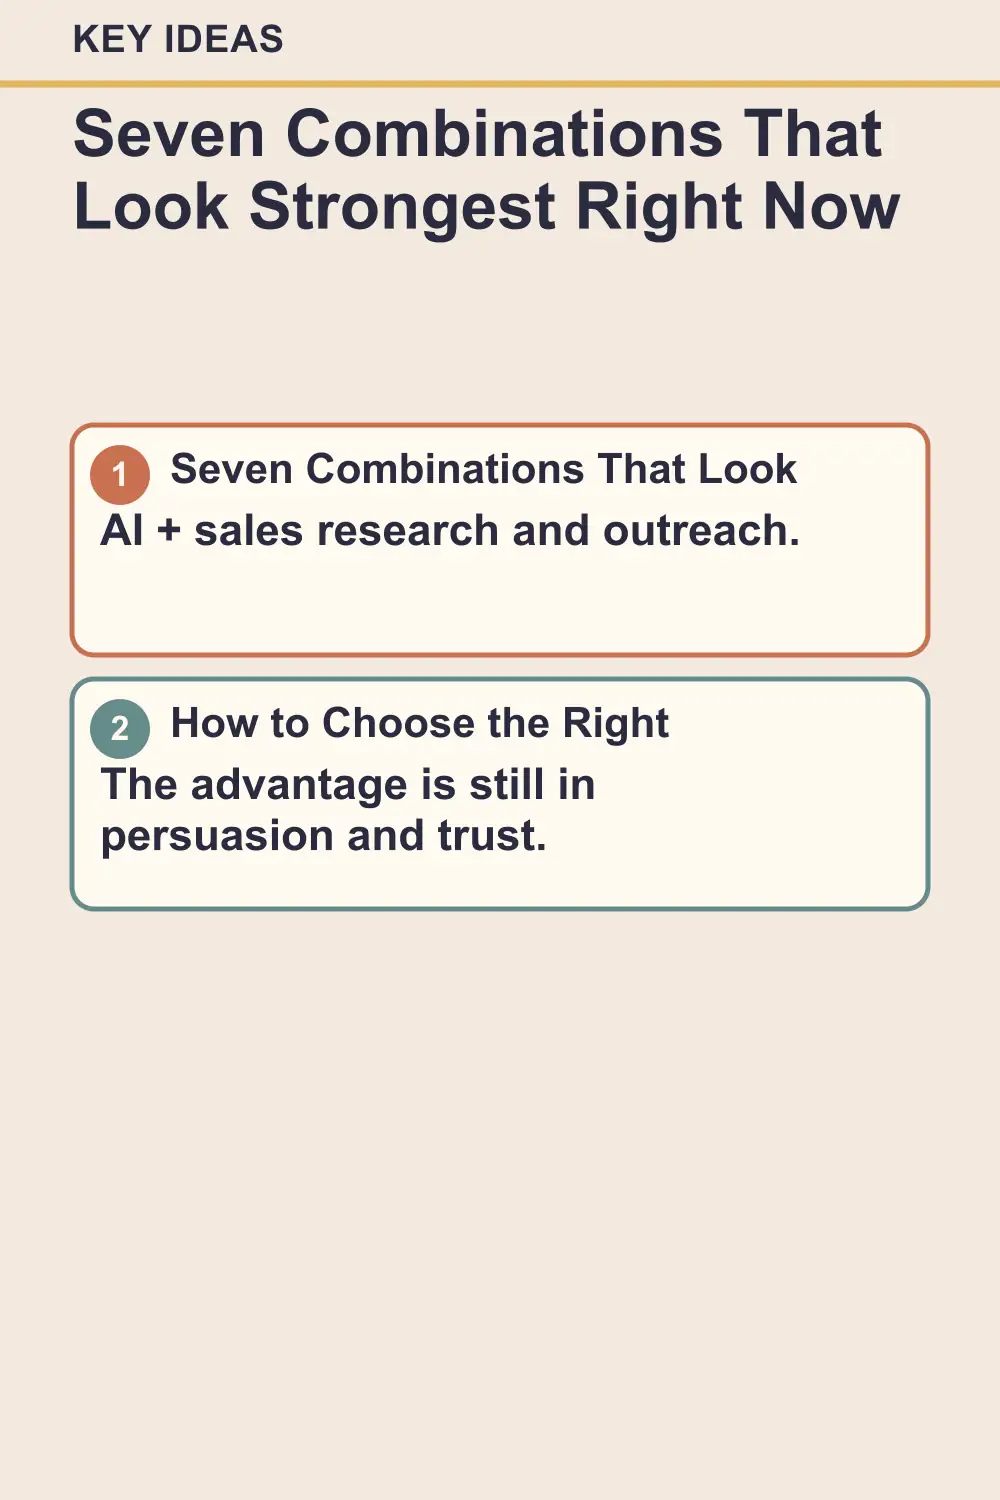 KEY IDEAS
Seven Combinations That
Look Strongest Right Now
1 Seven Combinations That Look
AI + sales research and outreach.
2 How to Choose the Right
The advantage is still in
persuasion and trust.